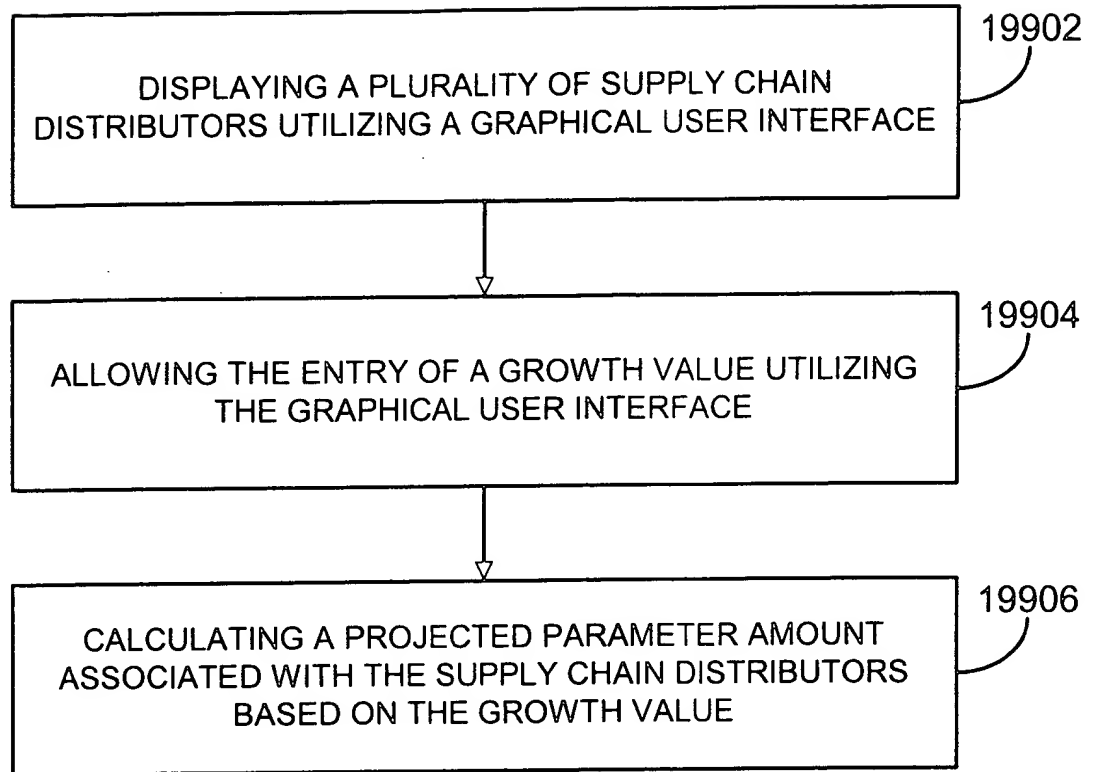 19902
DISPLAYING A PLURALITY OF SUPPLY CHAIN
DISTRIBUTORS UTILIZING A GRAPHICAL USER INTERFACE
19904
ALLOWING THE ENTRY OF A GROWTH VALUE UTILIZING
THE GRAPHICAL USER INTERFACE
19906
CALCULATING A PROJECTED PARAMETER AMOUNT
ASSOCIATED WITH THE SUPPLY CHAIN DISTRIBUTORS
BASED ON THE GROWTH VALUE